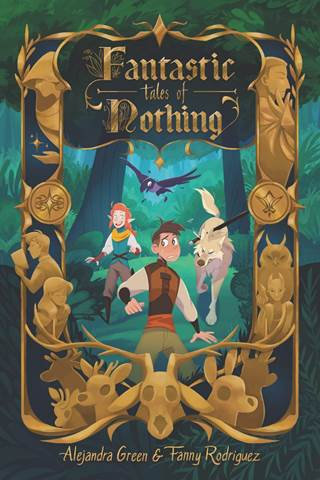 Fantastic
tales of
Nothing
Alejandra Green & Fanny Rodriguez